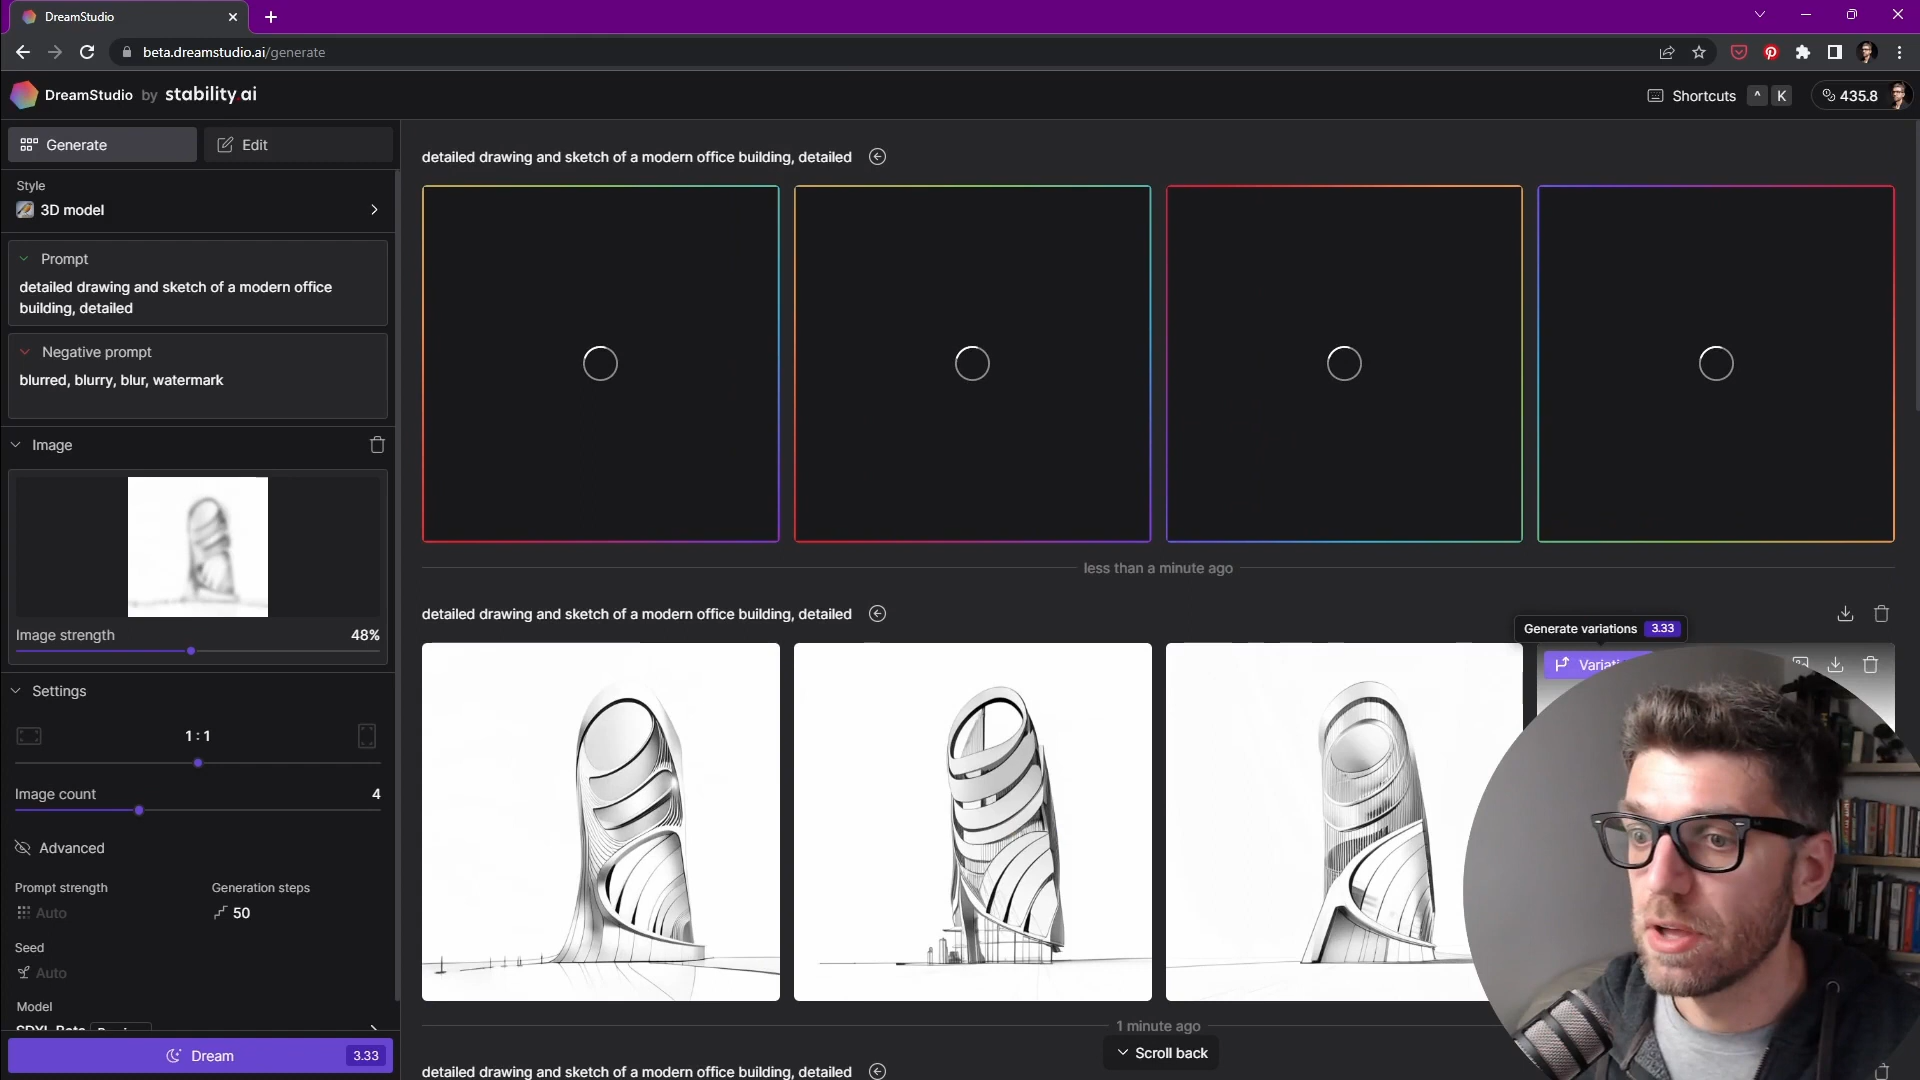 DreamStudio
beta.dreamstudio.ai/generate
DreamStudio by stability.ai
Shortcuts ^ K
435.8
Generate
Edit
Style
3D model
Prompt
detailed drawing and sketch of a modern office
building, detailed
Negative prompt
blurred, blurry, blur, watermark
Image
Image strength 48%
Settings
1 : 1
Image count 4
Advanced
Prompt strength
Auto
Generation steps
50
Seed
Auto
Model
SDXL Beta
Dream 3.33
detailed drawing and sketch of a modern office building, detailed
less than a minute ago
detailed drawing and sketch of a modern office building, detailed
Generate variations 3.33
1 minute ago
Scroll back
detailed drawing and sketch of a modern office building, detailed